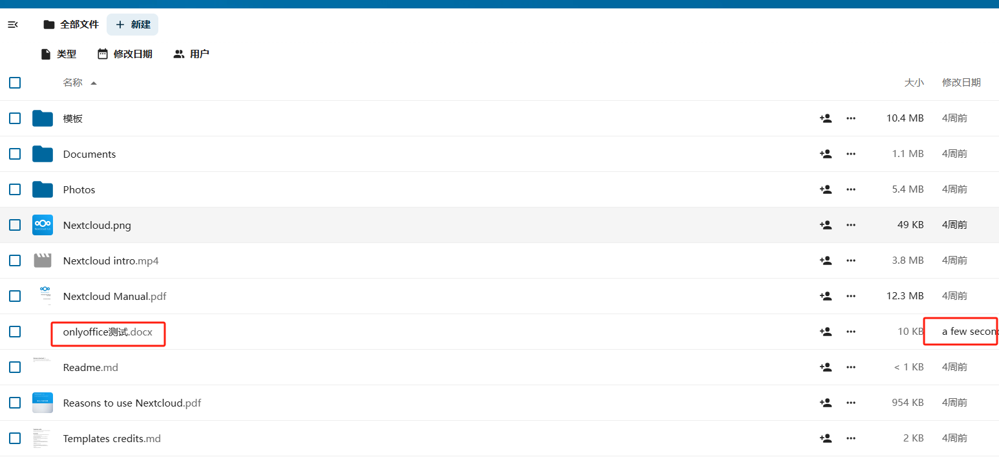 全部文件 + 新建
类型 修改日期 用户
名称 大小 修改日期
模板 10.4 MB 4周前
Documents 1.1 MB 4周前
Photos 5.4 MB 4周前
Nextcloud.png 49 KB 4周前
Nextcloud intro.mp4 3.8 MB 4周前
Nextcloud Manual.pdf 12.3 MB 4周前
onlyoffice测试.docx 10 KB a few secon
Readme.md < 1 KB 4周前
Reasons to use Nextcloud.pdf 954 KB 4周前
Templates credits.md 2 KB 4周前